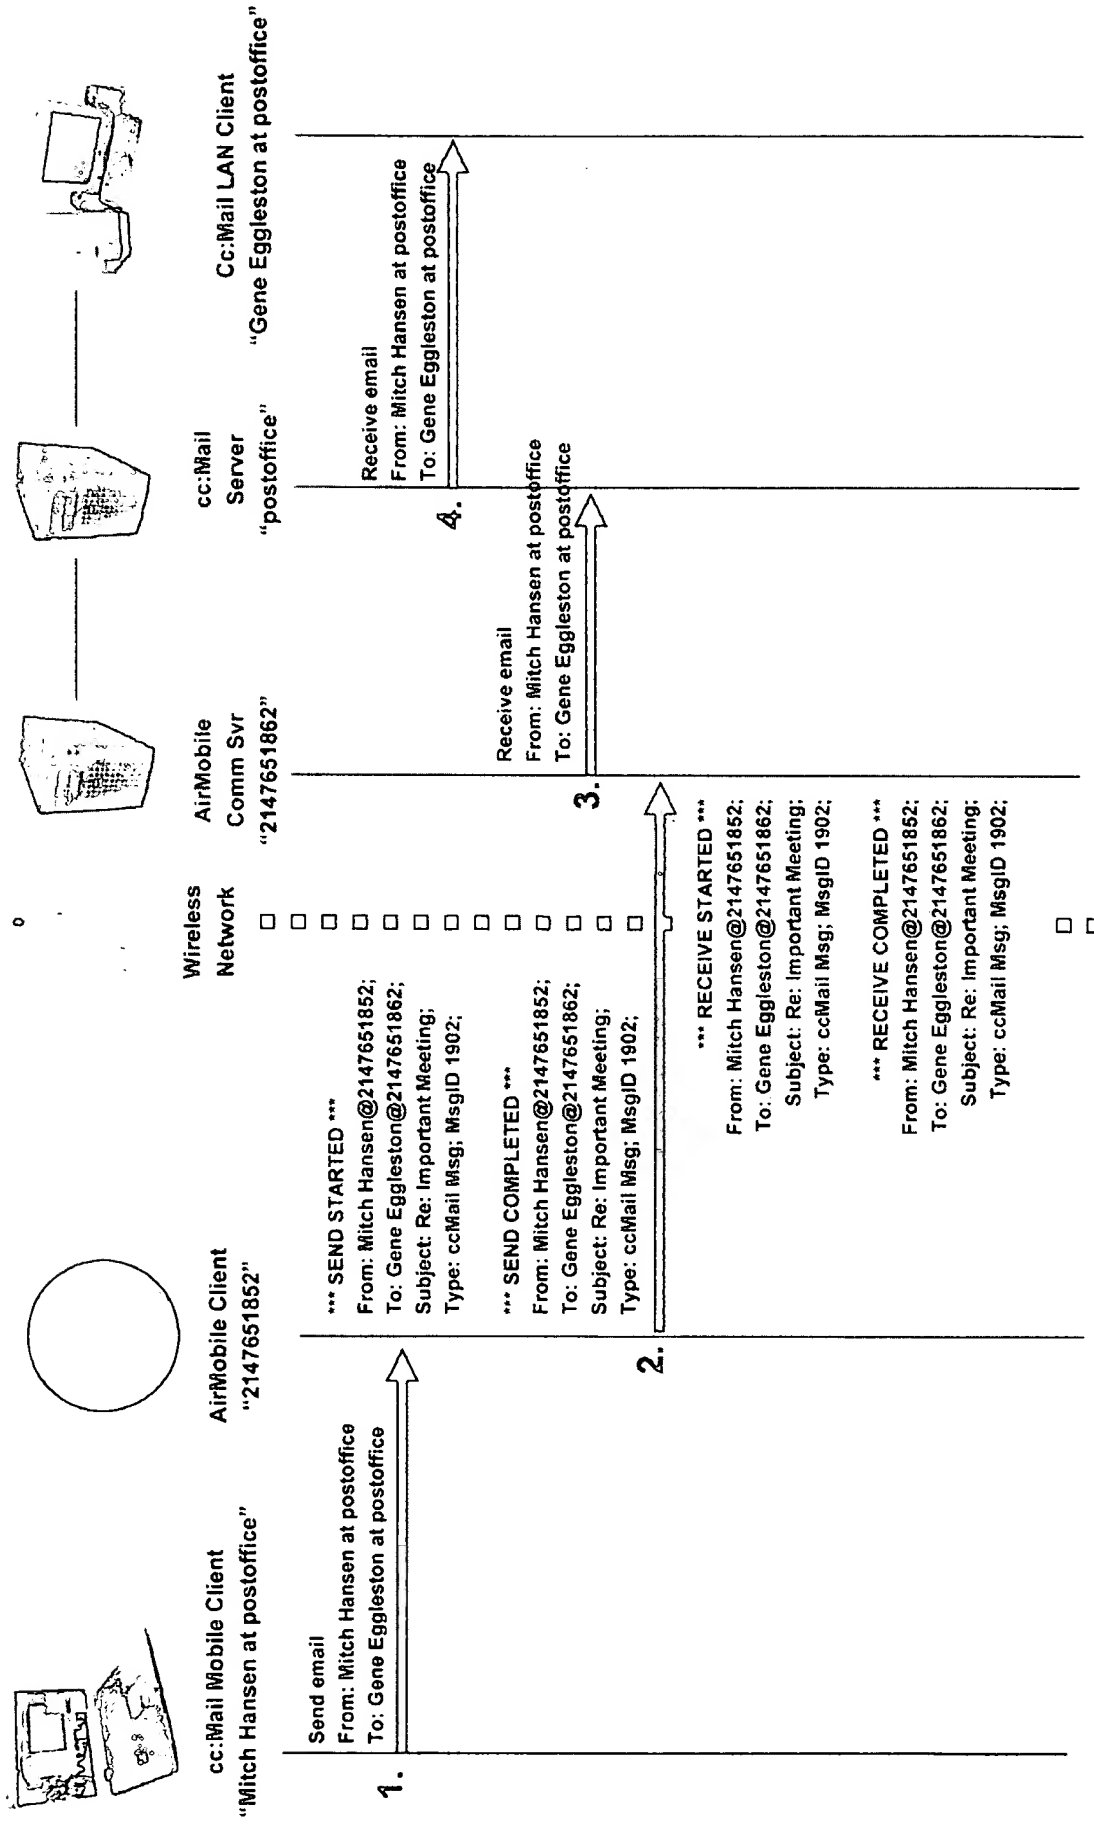 cc:Mail Mobile Client
"Mitch Hansen at postoffice"
AirMobile Client
"2147651852"
Wireless
Network
AirMobile
Comm Svr
"2147651862"
cc:Mail
Server
"postoffice"
Cc:Mail LAN Client
"Gene Eggleston at postoffice"
1.
Send email
From: Mitch Hansen at postoffice
To: Gene Eggleston at postoffice
*** SEND STARTED ***
From: Mitch Hansen@2147651852;
To: Gene Eggleston@2147651862;
Subject: Re: Important Meeting;
Type: ccMail Msg; MsgID 1902;
*** SEND COMPLETED ***
From: Mitch Hansen@2147651852;
To: Gene Eggleston@2147651862;
Subject: Re: Important Meeting;
Type: ccMail Msg; MsgID 1902;
2.
*** RECEIVE STARTED ***
From: Mitch Hansen@2147651852;
To: Gene Eggleston@2147651862;
Subject: Re: Important Meeting;
Type: ccMail Msg; MsgID 1902;
*** RECEIVE COMPLETED ***
From: Mitch Hansen@2147651852;
To: Gene Eggleston@2147651862;
Subject: Re: Important Meeting;
Type: ccMail Msg; MsgID 1902;
3.
Receive email
From: Mitch Hansen at postoffice
To: Gene Eggleston at postoffice
4.
Receive email
From: Mitch Hansen at postoffice
To: Gene Eggleston at postoffice